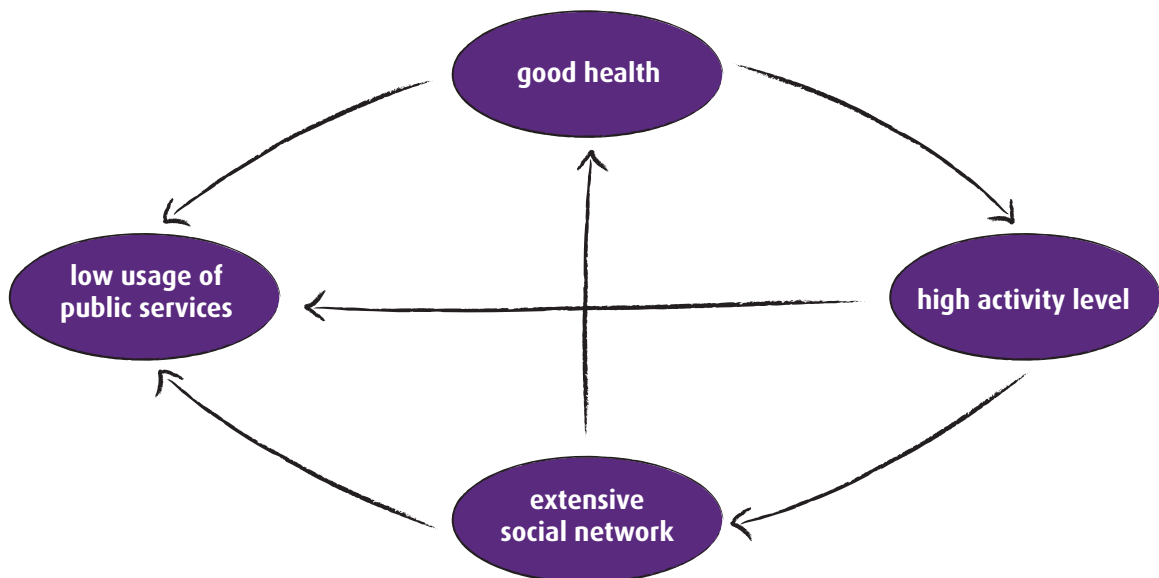 good health
low usage of
public services
high activity level
extensive
social network